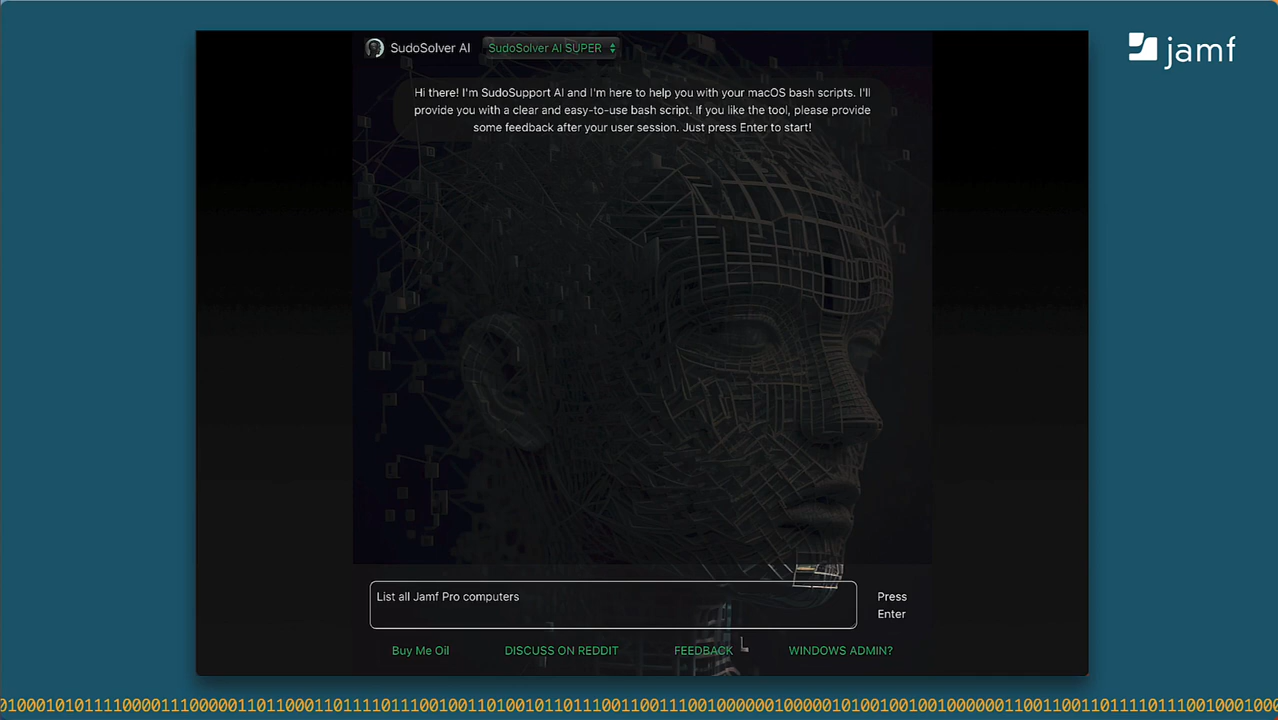 SudoSolver AI
SudoSolver AI SUPER
jamf
Hi there! I'm SudoSupport AI and I'm here to help you with your macOS bash scripts. I'll
provide you with a clear and easy-to-use bash script. If you like the tool, please provide
some feedback after your user session. Just press Enter to start!
List all Jamf Pro computers
Press
Enter
Buy Me Oil
DISCUSS ON REDDIT
FEEDBACK
WINDOWS ADMIN?